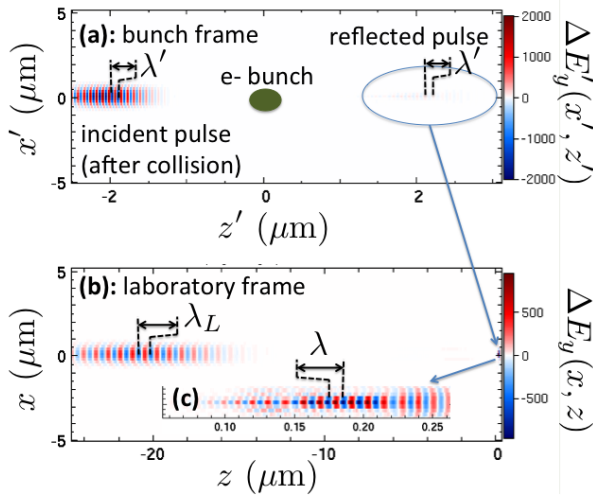 (a): bunch frame
reflected pulse
λ′
λ′
e- bunch
incident pulse
(after collision)
x′ (μm)
5
0
-5
-2
0
2
z′ (μm)
2000
1000
0
-1000
-2000
ΔE′y(x′, z′)
(b): laboratory frame
λL
λ
(c)
0.10
0.15
0.20
0.25
x (μm)
5
0
-5
-20
-10
0
z (μm)
500
0
-500
ΔEy(x, z)